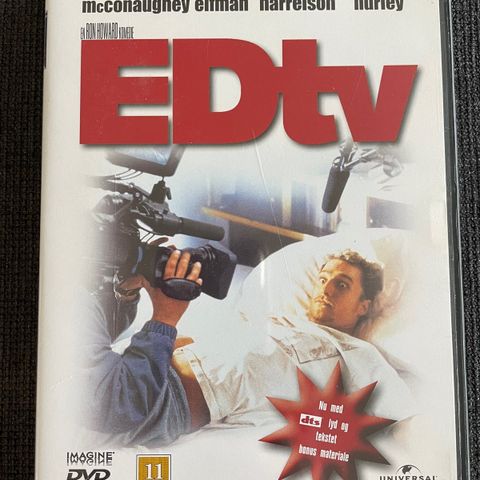 mcconaughey elfman harrelson hurley
EN RON HOWARD KOMEDIE
EDtv
Nu med
dts lyd og
tekstet
bonus materiale
IMAGINE
DVD
11
UNIVERSAL